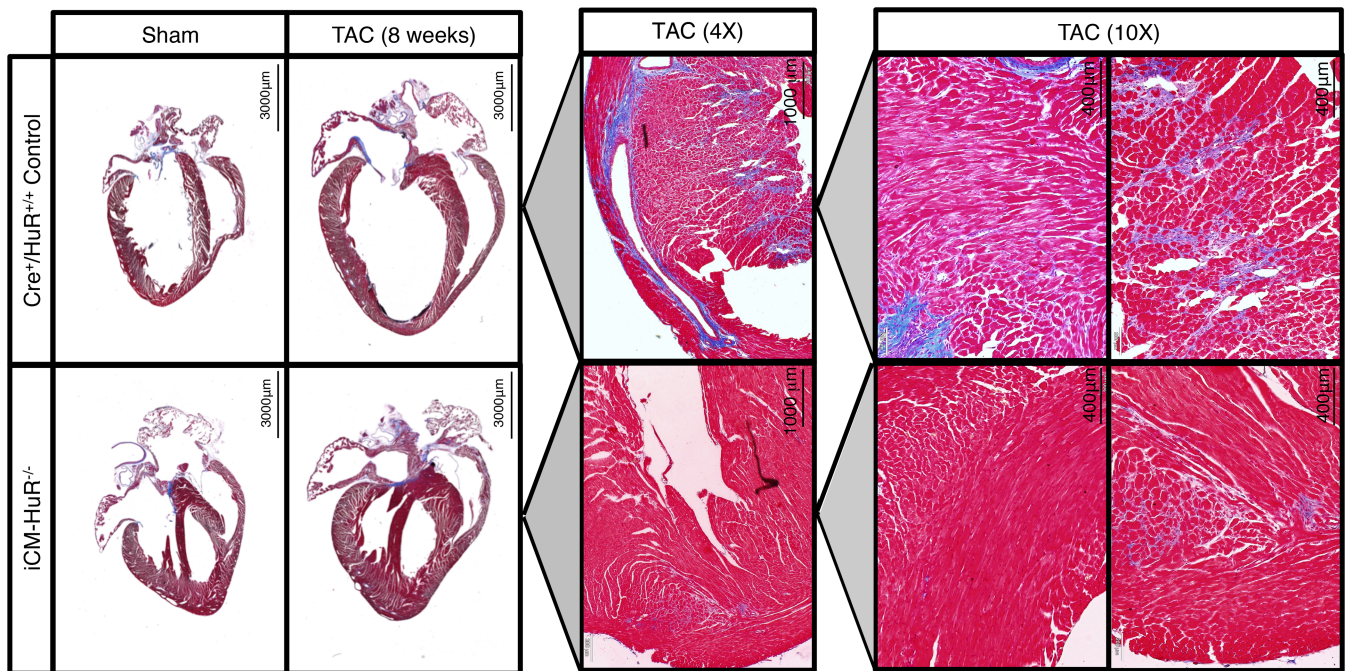 Sham
TAC (8 weeks)
TAC (4X)
TAC (10X)
Cre⁺/HuR⁺/⁺ Control
3000µm
3000µm
1000 µm
400µm
400µm
iCM-HuR⁻/⁻
3000µm
3000µm
1000 µm
400µm
400µm